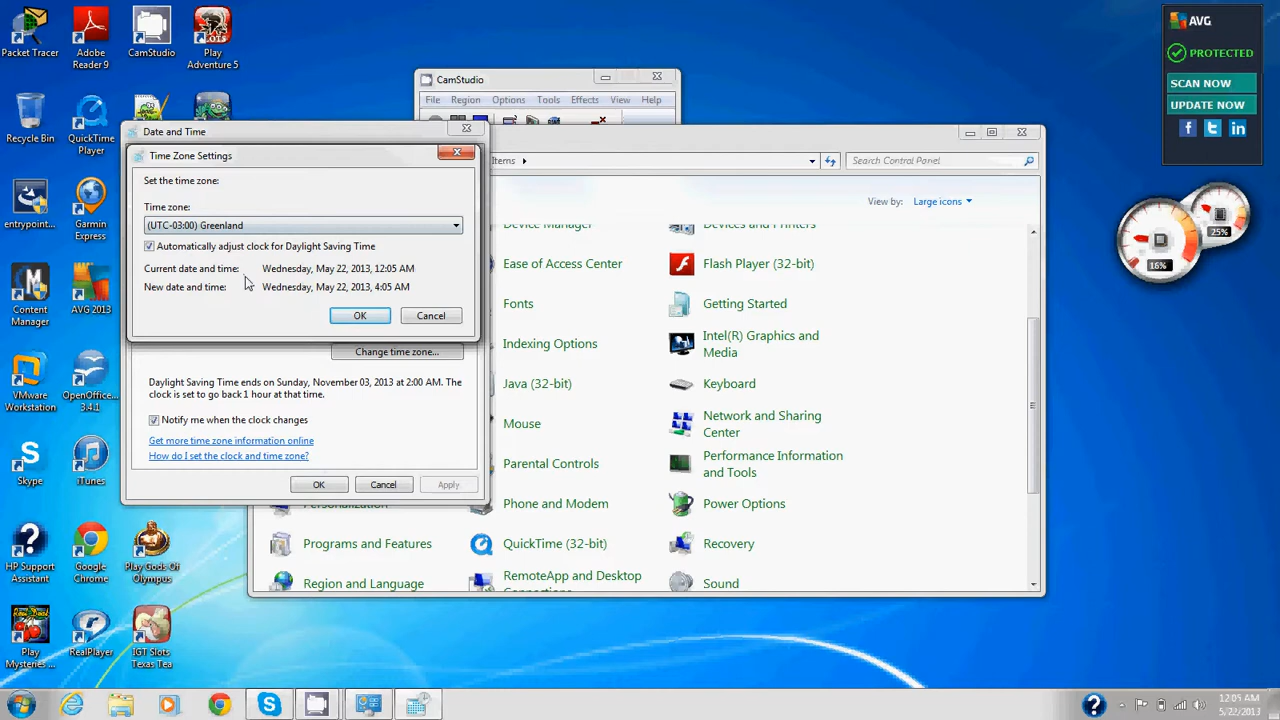 Packet Tracer
Adobe
Reader 9
CamStudio
Play
Adventure 5
Recycle Bin
QuickTime
Player
entrypoint...
Garmin
Express
Content
Manager
AVG 2013
VMware
Workstation
OpenOffice...
3.4.1
Skype
iTunes
HP Support
Assistant
Google
Chrome
Play Gods Of
Olympus
Play
Mysteries ...
RealPlayer
IGT Slots
Texas Tea
CamStudio
File Region Options Tools Effects View Help
Date and Time
Time Zone Settings
Set the time zone:
Time zone:
(UTC-03:00) Greenland
Automatically adjust clock for Daylight Saving Time
Current date and time: Wednesday, May 22, 2013, 12:05 AM
New date and time: Wednesday, May 22, 2013, 4:05 AM
OK Cancel
Change time zone...
Daylight Saving Time ends on Sunday, November 03, 2013 at 2:00 AM. The
clock is set to go back 1 hour at that time.
Notify me when the clock changes
Get more time zone information online
How do I set the clock and time zone?
OK Cancel Apply
Items
Search Control Panel
View by: Large icons
Device Manager
Devices and Printers
Ease of Access Center
Flash Player (32-bit)
Fonts
Getting Started
Indexing Options
Intel(R) Graphics and
Media
Java (32-bit)
Keyboard
Mouse
Network and Sharing
Center
Parental Controls
Performance Information
and Tools
Personalization
Phone and Modem
Power Options
Programs and Features
QuickTime (32-bit)
Recovery
Region and Language
RemoteApp and Desktop
Connections
Sound
AVG
PROTECTED
SCAN NOW
UPDATE NOW
25%
16%
12:05 AM
5/22/2013